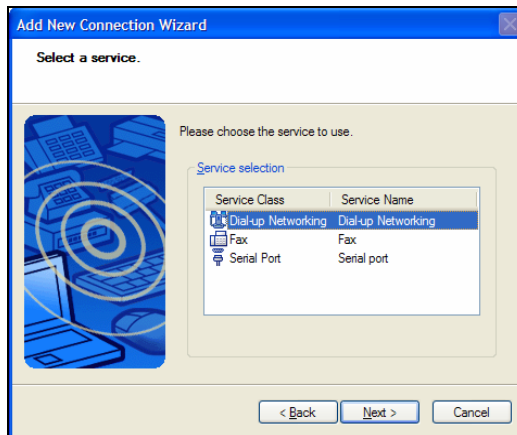 Add New Connection Wizard
Select a service.
Please choose the service to use.
Service selection
Service Class Service Name
Dial-up Networking Dial-up Networking
Fax Fax
Serial Port Serial port
< Back Next > Cancel